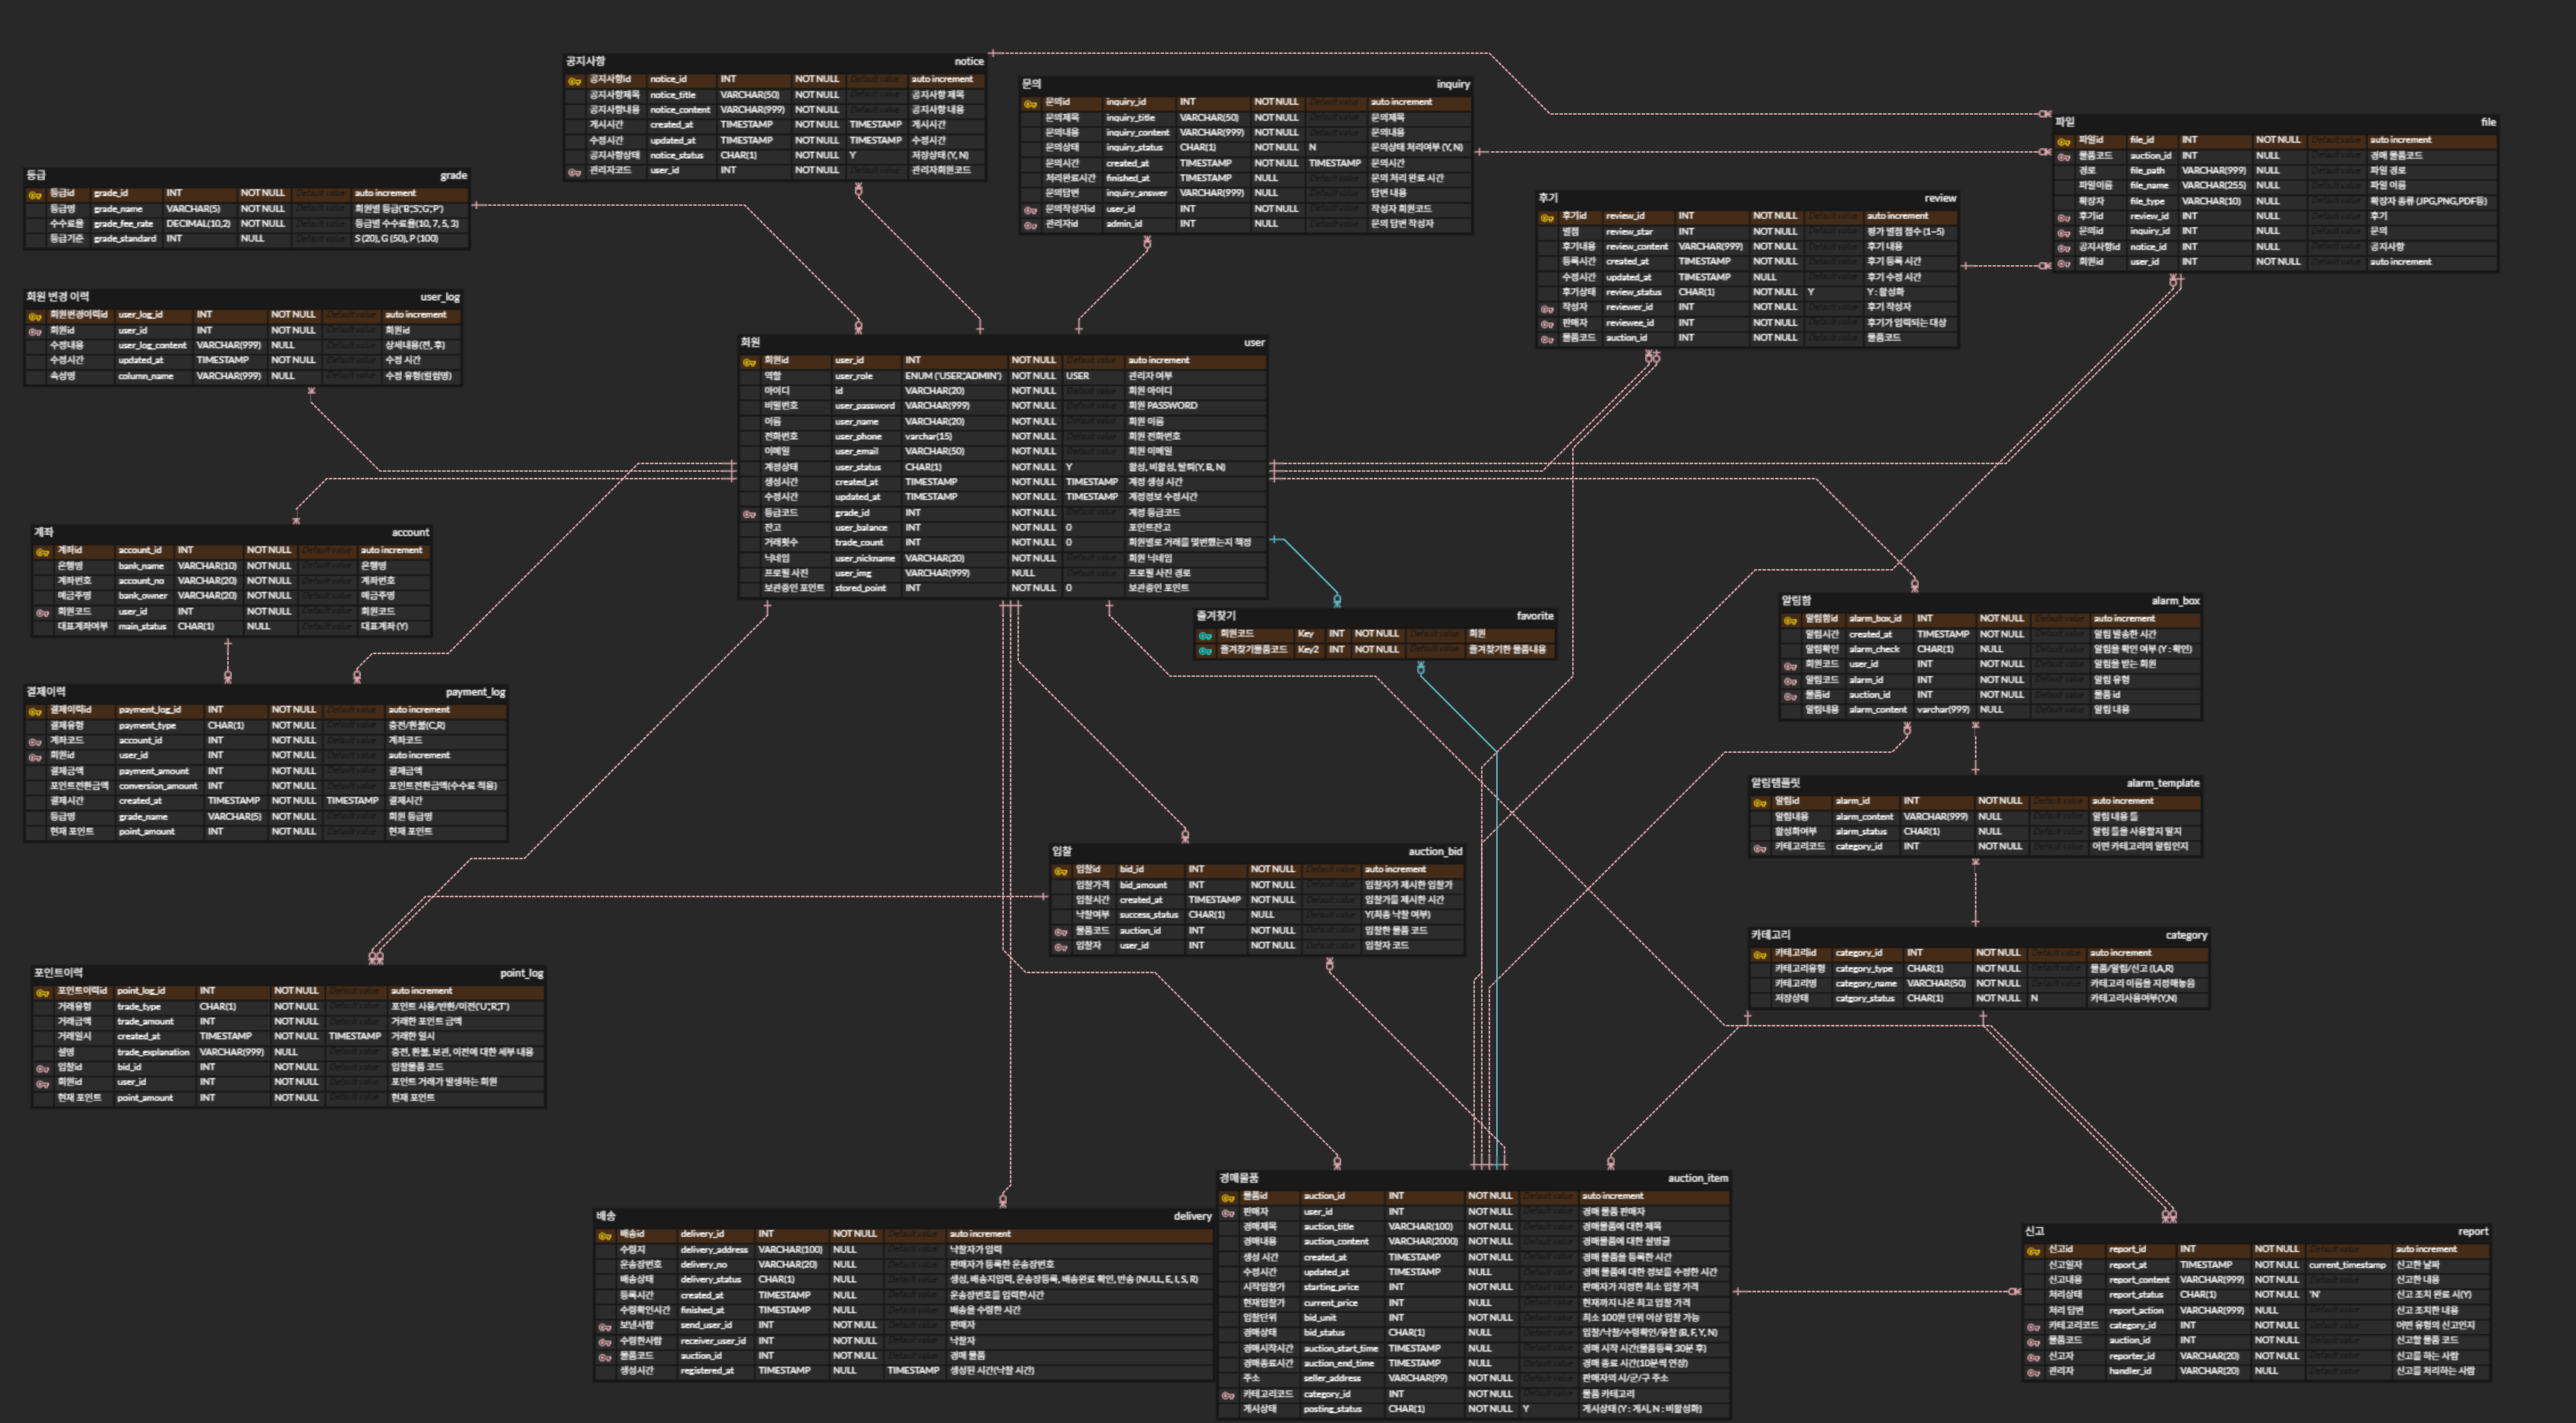 공지사항 notice
공지사항id notice_id INT NOT NULL Default value auto increment
공지사항제목 notice_title VARCHAR(50) NOT NULL Default value 공지사항 제목
공지사항내용 notice_content VARCHAR(999) NOT NULL Default value 공지사항 내용
게시시간 created_at TIMESTAMP NOT NULL TIMESTAMP 게시시간
수정시간 updated_at TIMESTAMP NOT NULL TIMESTAMP 수정시간
공지사항상태 notice_status CHAR(1) NOT NULL Y 저장상태 (Y, N)
관리자코드 user_id INT NOT NULL Default value 관리자회원코드
문의 inquiry
문의id inquiry_id INT NOT NULL Default value auto increment
문의제목 inquiry_title VARCHAR(50) NOT NULL Default value 문의제목
문의내용 inquiry_content VARCHAR(999) NOT NULL Default value 문의내용
문의상태 inquiry_status CHAR(1) NOT NULL N 문의상태 처리여부 (Y, N)
문의시간 created_at TIMESTAMP NOT NULL TIMESTAMP 문의시간
처리완료시간 finished_at TIMESTAMP NULL Default value 문의 처리 완료 시간
문의답변 inquiry_answer VARCHAR(999) NULL Default value 답변 내용
문의작성자id user_id INT NOT NULL Default value 작성자 회원코드
관리자id admin_id INT NULL Default value 문의 답변 작성자
파일 file
파일id file_id INT NOT NULL Default value auto increment
물품코드 auction_id INT NULL Default value 경매 물품코드
경로 file_path VARCHAR(999) NULL Default value 파일 경로
파일이름 file_name VARCHAR(255) NULL Default value 파일 이름
확장자 file_type VARCHAR(10) NULL Default value 확장자 종류 (JPG,PNG,PDF등)
후기id review_id INT NULL Default value 후기
문의id inquiry_id INT NULL Default value 문의
공지사항id notice_id INT NULL Default value 공지사항
회원id user_id INT NOT NULL Default value auto increment
등급 grade
등급id grade_id INT NOT NULL Default value auto increment
등급명 grade_name VARCHAR(5) NOT NULL Default value 회원별 등급('B','S','G','P')
수수료율 grade_fee_rate DECIMAL(10,2) NOT NULL Default value 등급별 수수료율(10, 7, 5, 3)
등급기준 grade_standard INT NULL Default value S (20), G (50), P (100)
후기 review
후기id review_id INT NOT NULL Default value auto increment
별점 review_star INT NOT NULL Default value 평가 별점 점수 (1~5)
후기내용 review_content VARCHAR(999) NOT NULL Default value 후기 내용
등록시간 created_at TIMESTAMP NOT NULL Default value 후기 등록 시간
수정시간 updated_at TIMESTAMP NULL Default value 후기 수정 시간
후기상태 review_status CHAR(1) NOT NULL Y Y : 활성화
작성자 reviewer_id INT NOT NULL Default value 후기 작성자
판매자 reviewee_id INT NOT NULL Default value 후기가 입력되는 대상
물품코드 auction_id INT NOT NULL Default value 물품코드
회원 변경 이력 user_log
회원변경이력id user_log_id INT NOT NULL Default value auto increment
회원id user_id INT NOT NULL Default value 회원id
수정내용 user_log_content VARCHAR(999) NULL Default value 상세내용(전, 후)
수정시간 updated_at TIMESTAMP NOT NULL Default value 수정 시간
속성명 column_name VARCHAR(999) NULL Default value 수정 유형(컬럼명)
회원 user
회원id user_id INT NOT NULL Default value auto increment
역할 user_role ENUM ('USER','ADMIN') NOT NULL USER 관리자 여부
아이디 id VARCHAR(20) NOT NULL Default value 회원 아이디
비밀번호 user_password VARCHAR(999) NOT NULL Default value 회원 PASSWORD
이름 user_name VARCHAR(20) NOT NULL Default value 회원 이름
전화번호 user_phone varchar(15) NOT NULL Default value 회원 전화번호
이메일 user_email VARCHAR(50) NOT NULL Default value 회원 이메일
계정상태 user_status CHAR(1) NOT NULL Y 활성, 비활성, 탈퇴(Y, B, N)
생성시간 created_at TIMESTAMP NOT NULL TIMESTAMP 계정 생성 시간
수정시간 updated_at TIMESTAMP NOT NULL TIMESTAMP 계정정보 수정시간
등급코드 grade_id INT NOT NULL Default value 계정 등급코드
잔고 user_balance INT NOT NULL 0 포인트잔고
거래횟수 trade_count INT NOT NULL 0 회원별로 거래를 몇번했는지 책정
닉네임 user_nickname VARCHAR(20) NOT NULL Default value 회원 닉네임
프로필 사진 user_img VARCHAR(999) NULL Default value 프로필 사진 경로
보관중인 포인트 stored_point INT NOT NULL 0 보관중인 포인트
계좌 account
계좌id account_id INT NOT NULL Default value auto increment
은행명 bank_name VARCHAR(10) NOT NULL Default value 은행명
계좌번호 account_no VARCHAR(20) NOT NULL Default value 계좌번호
예금주명 bank_owner VARCHAR(20) NOT NULL Default value 예금주명
회원코드 user_id INT NOT NULL Default value 회원코드
대표계좌여부 main_status CHAR(1) NULL Default value 대표계좌 (Y)
즐겨찾기 favorite
회원코드 Key INT NOT NULL Default value 회원
즐겨찾기물품코드 Key2 INT NOT NULL Default value 즐겨찾기한 물품내용
알림함 alarm_box
알림함id alarm_box_id INT NOT NULL Default value auto increment
알림시간 created_at TIMESTAMP NOT NULL Default value 알림 발송한 시간
알림확인 alarm_check CHAR(1) NULL Default value 알림을 확인 여부 (Y : 확인)
회원코드 user_id INT NOT NULL Default value 알림을 받는 회원
알림코드 alarm_id INT NOT NULL Default value 알림 유형
물품id auction_id INT NOT NULL Default value 물품 id
알림내용 alarm_content varchar(999) NULL Default value 알림 내용
결제이력 payment_log
결제이력id payment_log_id INT NOT NULL Default value auto increment
결제유형 payment_type CHAR(1) NOT NULL Default value 충전/환불(C,R)
계좌코드 account_id INT NOT NULL Default value 계좌코드
회원id user_id INT NOT NULL Default value auto increment
결제금액 payment_amount INT NOT NULL Default value 결제금액
포인트전환금액 conversion_amount INT NOT NULL Default value 포인트전환금액(수수료 적용)
결제시간 created_at TIMESTAMP NOT NULL TIMESTAMP 결제시간
등급명 grade_name VARCHAR(5) NOT NULL Default value 회원 등급명
현재 포인트 point_amount INT NOT NULL Default value 현재 포인트
알림템플릿 alarm_template
알림id alarm_id INT NOT NULL Default value auto increment
알림내용 alarm_content VARCHAR(999) NULL Default value 알림 내용 틀
활성화여부 alarm_status CHAR(1) NULL Default value 알림 틀을 사용할지 말지
카테고리코드 category_id INT NOT NULL Default value 어떤 카테고리의 알림인지
입찰 auction_bid
입찰id bid_id INT NOT NULL Default value auto increment
입찰가격 bid_amount INT NOT NULL Default value 입찰자가 제시한 입찰가
입찰시간 created_at TIMESTAMP NOT NULL Default value 입찰가를 제시한 시간
낙찰여부 success_status CHAR(1) NULL Default value Y(최종 낙찰 여부)
물품코드 auction_id INT NOT NULL Default value 입찰한 물품 코드
입찰자 user_id INT NOT NULL Default value 입찰자 코드
카테고리 category
카테고리id category_id INT NOT NULL Default value auto increment
카테고리유형 category_type CHAR(1) NOT NULL Default value 물품/알림/신고 (I,A,R)
카테고리명 category_name VARCHAR(50) NOT NULL Default value 카테고리 이름을 지정해놓음
저장상태 catgory_status CHAR(1) NOT NULL N 카테고리사용여부(Y,N)
포인트이력 point_log
포인트이력id point_log_id INT NOT NULL Default value auto increment
거래유형 trade_type CHAR(1) NOT NULL Default value 포인트 사용/반환/이전('U','R','T')
거래금액 trade_amount INT NOT NULL Default value 거래한 포인트 금액
거래일시 created_at TIMESTAMP NOT NULL TIMESTAMP 거래한 일시
설명 trade_explanation VARCHAR(999) NULL Default value 충전, 환불, 보관, 이전에 대한 세부 내용
입찰id bid_id INT NOT NULL Default value 입찰물품 코드
회원id user_id INT NOT NULL Default value 포인트 거래가 발생하는 회원
현재 포인트 point_amount INT NOT NULL Default value 현재 포인트
경매물품 auction_item
물품id auction_id INT NOT NULL Default value auto increment
판매자 user_id INT NOT NULL Default value 경매 물품 판매자
경매제목 auction_title VARCHAR(100) NOT NULL Default value 경매물품에 대한 제목
경매내용 auction_content VARCHAR(2000) NOT NULL Default value 경매물품에 대한 설명글
생성 시간 created_at TIMESTAMP NOT NULL Default value 경매 물품을 등록한 시간
수정시간 updated_at TIMESTAMP NULL Default value 경매 물품에 대한 정보를 수정한 시간
시작입찰가 starting_price INT NOT NULL Default value 판매자가 지정한 최소 입찰 가격
현재입찰가 current_price INT NULL Default value 현재까지 나온 최고 입찰 가격
입찰단위 bid_unit INT NOT NULL Default value 최소 100원 단위 이상 입찰 가능
경매상태 bid_status CHAR(1) NULL Default value 입찰/낙찰/수령확인/유찰 (B, F, Y, N)
경매시작시간 auction_start_time TIMESTAMP NULL Default value 경매 시작 시간(물품등록 30분 후)
경매종료시간 auction_end_time TIMESTAMP NULL Default value 경매 종료 시간(10분씩 연장)
주소 seller_address VARCHAR(99) NOT NULL Default value 판매자의 시/군/구 주소
카테고리코드 category_id INT NOT NULL Default value 물품 카테고리
게시상태 posting_status CHAR(1) NOT NULL Y 게시상태 (Y : 게시, N : 비활성화)
배송 delivery
배송id delivery_id INT NOT NULL Default value auto increment
수령지 delivery_address VARCHAR(100) NULL Default value 낙찰자가 입력
운송장번호 delivery_no VARCHAR(20) NULL Default value 판매자가 등록한 운송장번호
배송상태 delivery_status CHAR(1) NULL Default value 생성, 배송지입력, 운송장등록, 배송완료 확인, 반송 (NULL, E, I, S, R)
등록시간 created_at TIMESTAMP NULL Default value 운송장번호를 입력한시간
수령확인시간 finished_at TIMESTAMP NULL Default value 배송을 수령한 시간
보낸사람 send_user_id INT NOT NULL Default value 판매자
수령한사람 receiver_user_id INT NOT NULL Default value 낙찰자
물품코드 auction_id INT NOT NULL Default value 경매 물품
생성시간 registered_at TIMESTAMP NULL TIMESTAMP 생성된 시간(낙찰 시간)
신고 report
신고id report_id INT NOT NULL Default value auto increment
신고일자 report_at TIMESTAMP NOT NULL current_timestamp 신고한 날짜
신고내용 report_content VARCHAR(999) NOT NULL Default value 신고한 내용
처리상태 report_status CHAR(1) NOT NULL 'N' 신고 조치 완료 시(Y)
처리 답변 report_action VARCHAR(999) NULL Default value 신고 조치한 내용
카테고리코드 category_id INT NOT NULL Default value 어떤 유형의 신고인지
물품코드 auction_id INT NOT NULL Default value 신고할 물품 코드
신고자 reporter_id VARCHAR(20) NOT NULL Default value 신고를 하는 사람
관리자 handler_id VARCHAR(20) NULL Default value 신고를 처리하는 사람